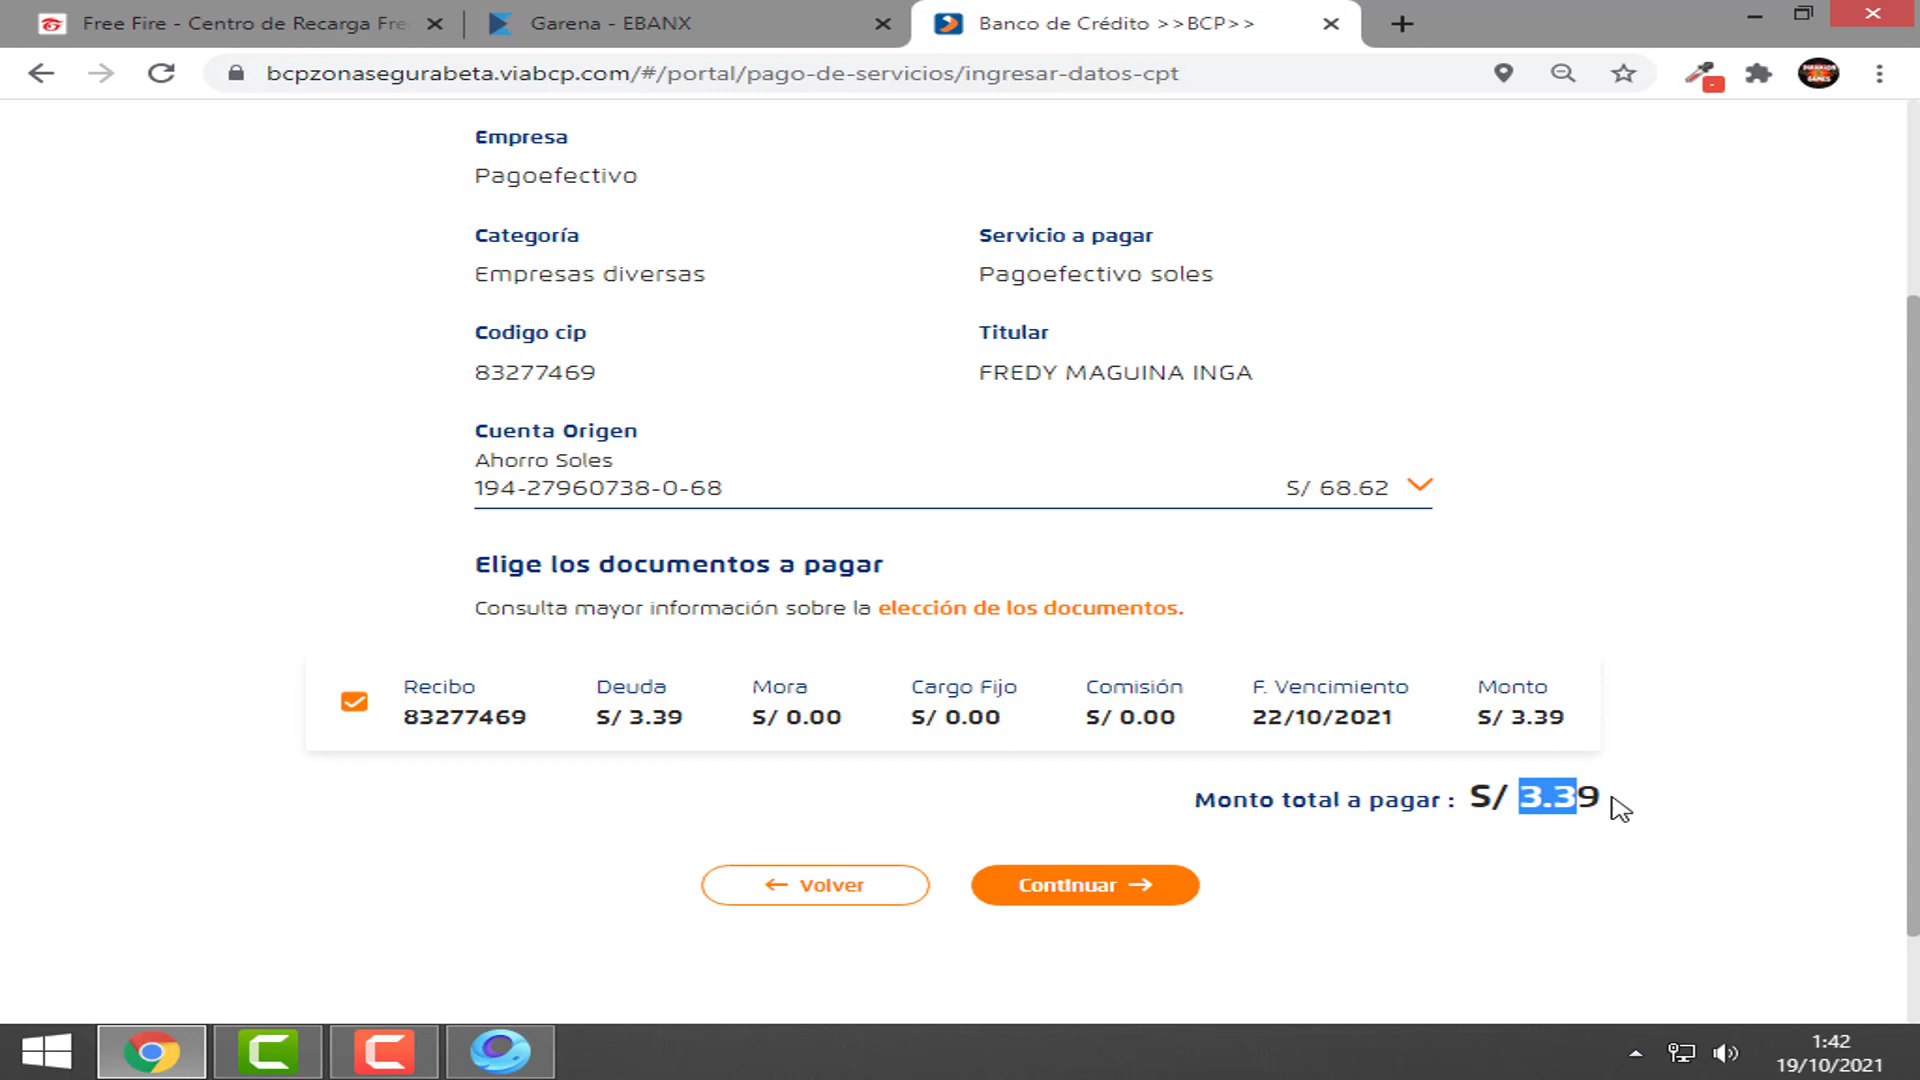 Free Fire - Centro de Recarga Fre
Garena - EBANX
Banco de Crédito >>BCP>>
bcpzonasegurabeta.viabcp.com/#/portal/pago-de-servicios/ingresar-datos-cpt
Empresa
Pagoefectivo
Categoría
Servicio a pagar
Empresas diversas
Pagoefectivo soles
Codigo cip
Titular
83277469
FREDY MAGUINA INGA
Cuenta Origen
Ahorro Soles
194-27960738-0-68
S/ 68.62
Elige los documentos a pagar
Consulta mayor información sobre la elección de los documentos.
Recibo Deuda Mora Cargo Fijo Comisión F. Vencimiento Monto
83277469 S/ 3.39 S/ 0.00 S/ 0.00 S/ 0.00 22/10/2021 S/ 3.39
Monto total a pagar : S/ 3.39
← Volver
Continuar →
1:42
19/10/2021